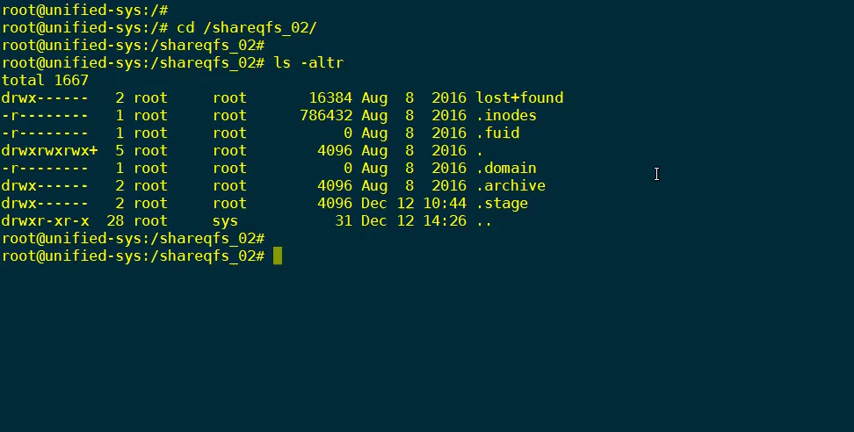 root@unified-sys:/#
root@unified-sys:/# cd /shareqfs_02/
root@unified-sys:/shareqfs_02#
root@unified-sys:/shareqfs_02# ls -altr
total 1667
drwx------   2 root     root       16384 Aug  8  2016 lost+found
-r--------   1 root     root      786432 Aug  8  2016 .inodes
-r--------   1 root     root           0 Aug  8  2016 .fuid
drwxrwxrwx+  5 root     root        4096 Aug  8  2016 .
-r--------   1 root     root           0 Aug  8  2016 .domain
drwx------   2 root     root        4096 Aug  8  2016 .archive
drwx------   2 root     root        4096 Dec 12 10:44 .stage
drwxr-xr-x  28 root     sys           31 Dec 12 14:26 ..
root@unified-sys:/shareqfs_02#
root@unified-sys:/shareqfs_02#